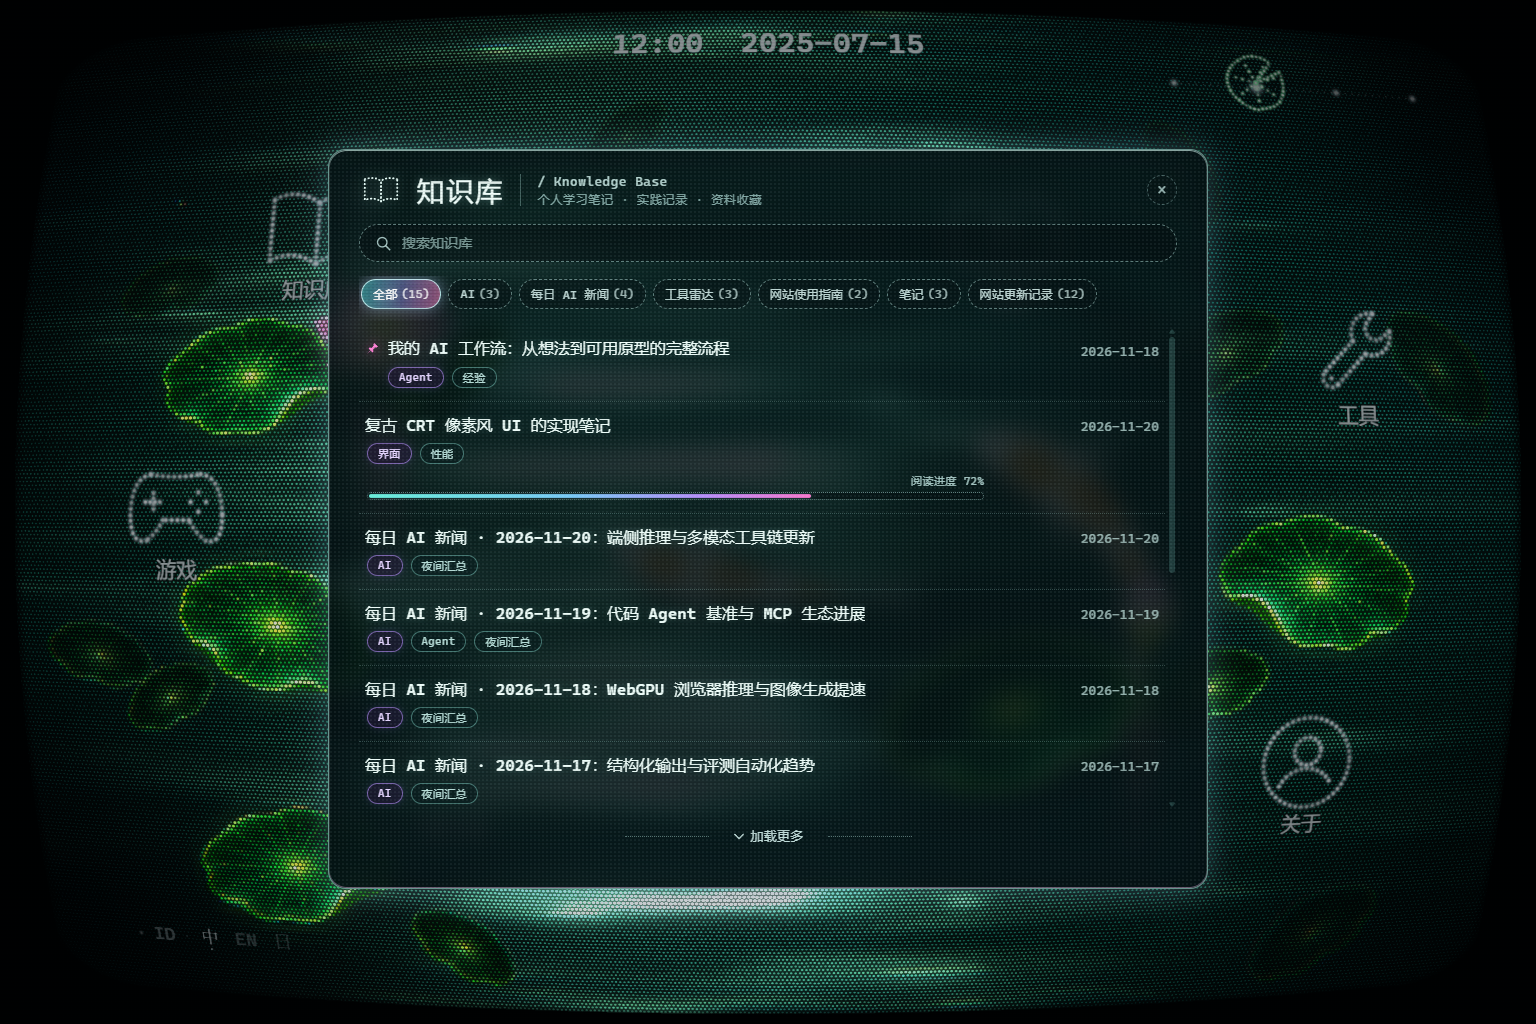 12:00 2025-07-15
知识库
/ Knowledge Base
个人学习笔记 · 实践记录 · 资料收藏
×
搜索知识库
全部 (15) AI (3) 每日 AI 新闻 (4) 工具雷达 (3) 网站使用指南 (2) 笔记 (3) 网站更新记录 (12)
我的 AI 工作流: 从想法到可用原型的完整流程 2026-11-18
Agent 经验
复古 CRT 像素风 UI 的实现笔记 2026-11-20
界面 性能
阅读进度 72%
每日 AI 新闻 · 2026-11-20: 端侧推理与多模态工具链更新 2026-11-20
AI 夜间汇总
每日 AI 新闻 · 2026-11-19: 代码 Agent 基准与 MCP 生态进展 2026-11-19
AI Agent 夜间汇总
每日 AI 新闻 · 2026-11-18: WebGPU 浏览器推理与图像生成提速 2026-11-18
AI 夜间汇总
每日 AI 新闻 · 2026-11-17: 结构化输出与评测自动化趋势 2026-11-17
AI 夜间汇总
加载更多
知识
游戏
工具
关于
· ID 中 EN 日